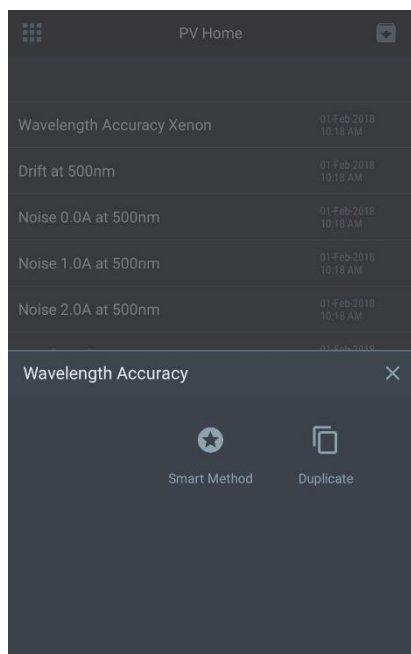 PV Home
Wavelength Accuracy Xenon
01-Feb-2018
10:18 AM
Drift at 500nm
01-Feb-2018
10:18 AM
Noise 0.0A at 500nm
01-Feb-2018
10:18 AM
Noise 1.0A at 500nm
01-Feb-2018
10:18 AM
Noise 2.0A at 500nm
01-Feb-2018
10:18 AM
01-Feb-2018
Wavelength Accuracy
Smart Method
Duplicate